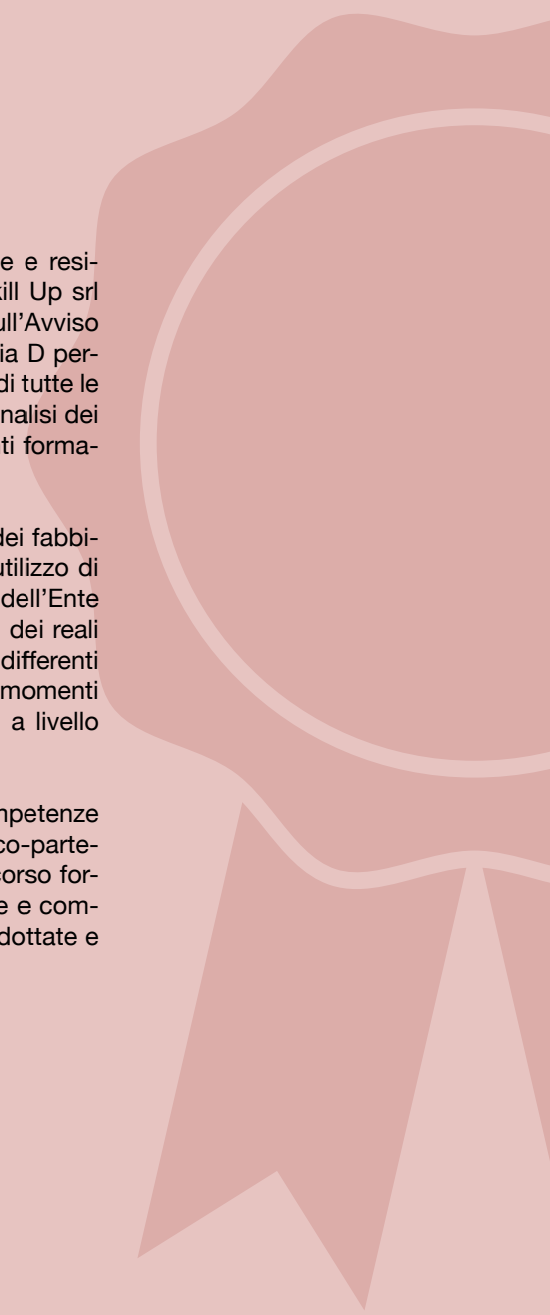 e e resi-
ill Up srl
ull’Avviso
ia D per-
di tutte le
nalisi dei
ti forma-
dei fabbi-
utilizzo di
dell’Ente
dei reali
differenti
momenti
a livello
mpetenze
co-parte-
corso for-
e e com-
dottate e